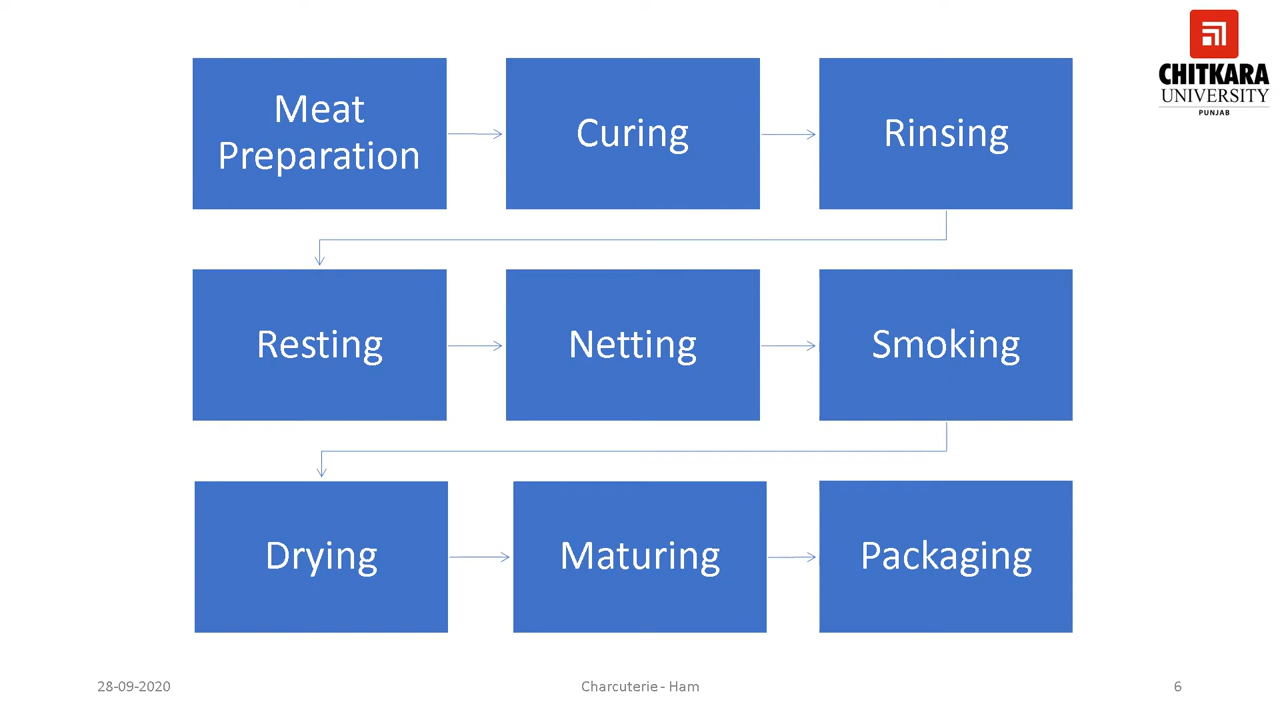 CHITKARA
UNIVERSITY
PUNJAB
Meat
Preparation
Curing
Rinsing
Resting
Netting
Smoking
Drying
Maturing
Packaging
28-09-2020
Charcuterie - Ham
6